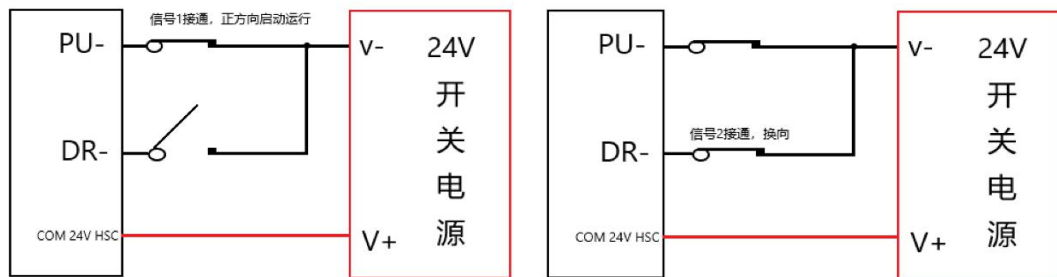 信号1接通，正方向启动运行
PU-
v-
24V
开
关
电
源
DR-
COM 24V HSC
V+
PU-
v-
24V
开
关
电
源
信号2接通，换向
DR-
COM 24V HSC
V+